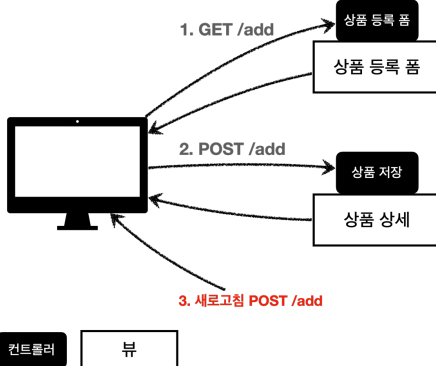 1. GET /add
상품 등록 폼
상품 등록 폼
2. POST /add
상품 저장
상품 상세
3. 새로고침 POST /add
컨트롤러
뷰